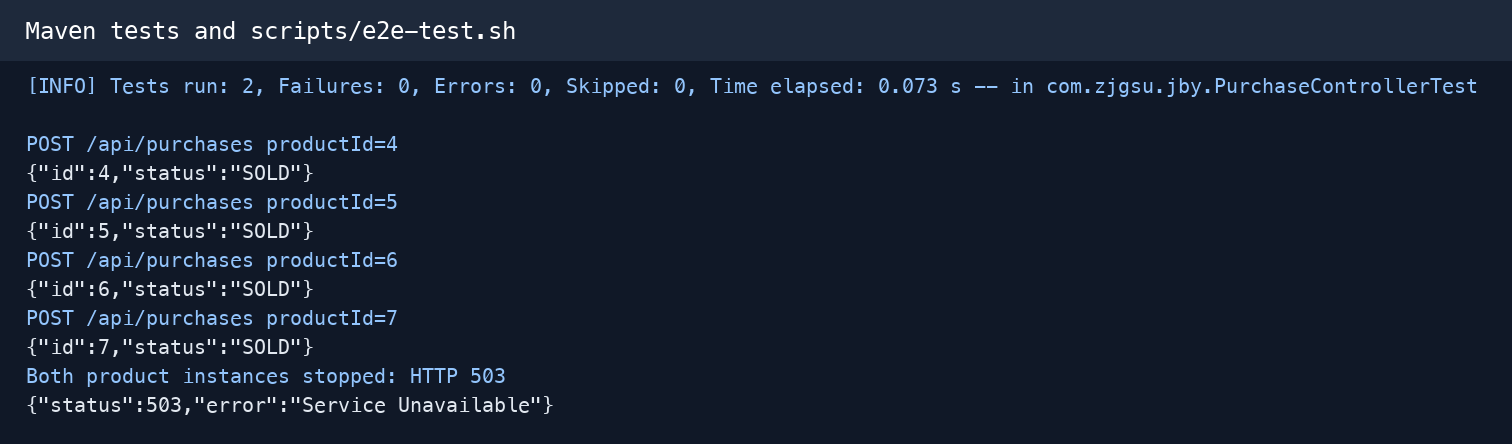 Maven tests and scripts/e2e-test.sh
[INFO] Tests run: 2, Failures: 0, Errors: 0, Skipped: 0, Time elapsed: 0.073 s -- in com.zjgsu.jby.PurchaseControllerTest
POST /api/purchases productId=4
{"id":4,"status":"SOLD"}
POST /api/purchases productId=5
{"id":5,"status":"SOLD"}
POST /api/purchases productId=6
{"id":6,"status":"SOLD"}
POST /api/purchases productId=7
{"id":7,"status":"SOLD"}
Both product instances stopped: HTTP 503
{"status":503,"error":"Service Unavailable"}